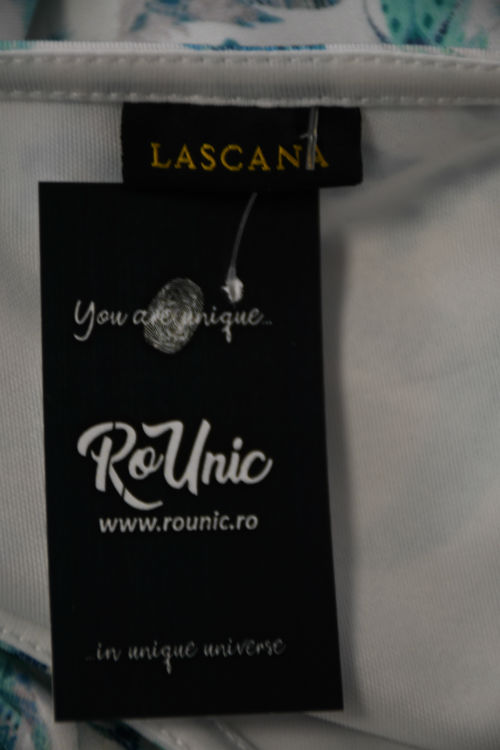 LASCANA
You are unique...
RoUnic
www.rounic.ro
...in unique universe